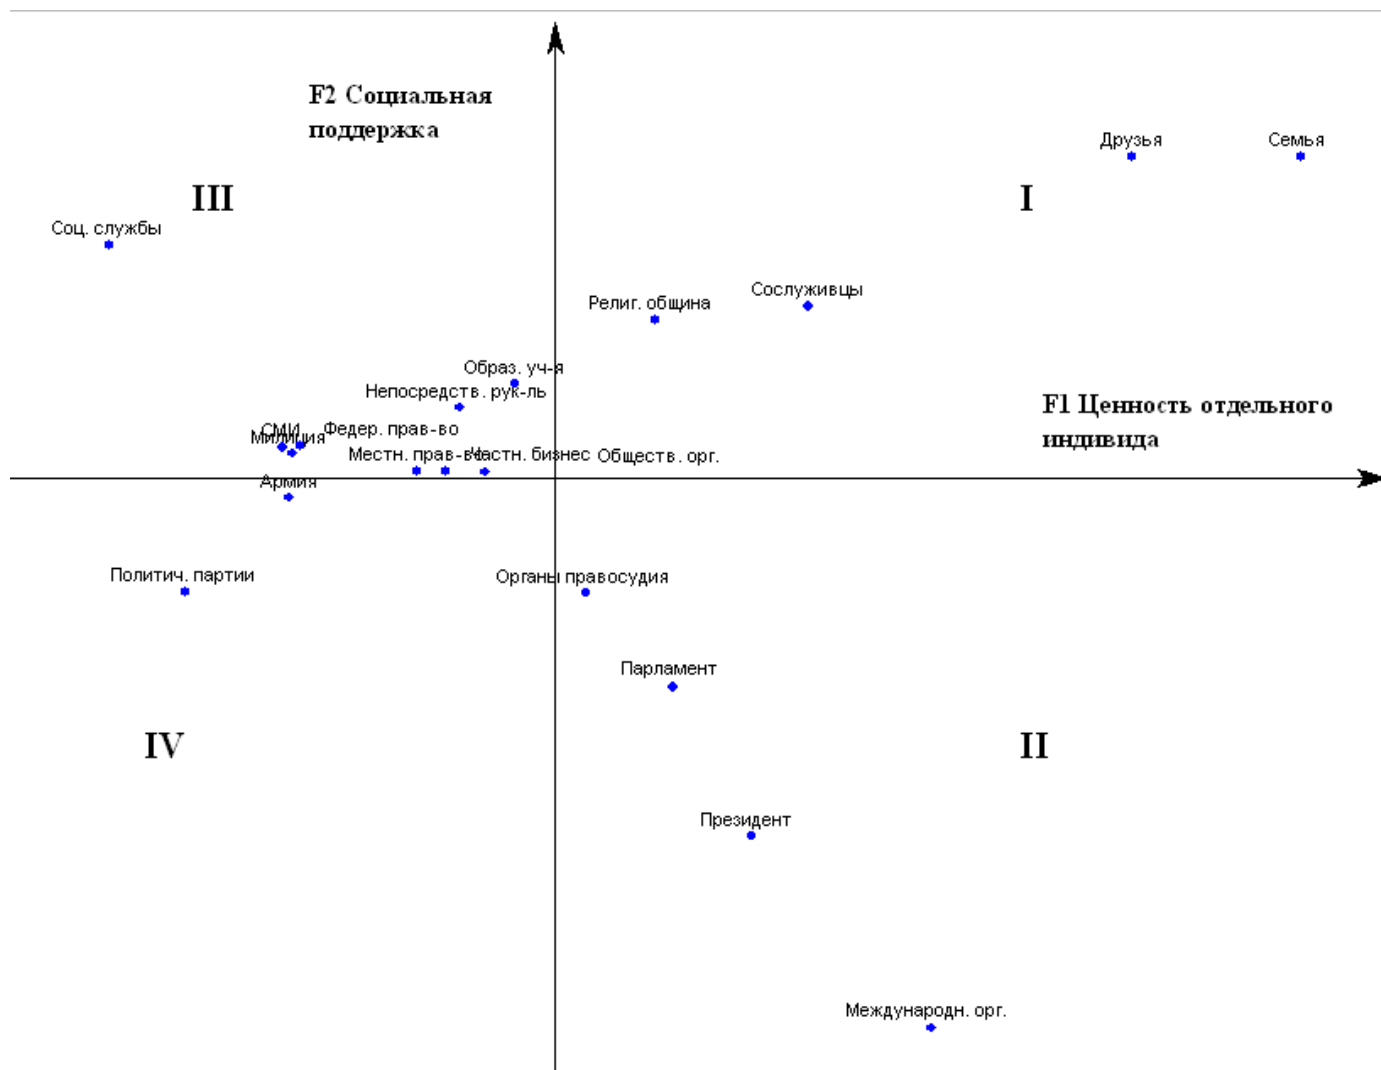 F2 Социальная
поддержка
Друзья
Семья
III
I
Соц. службы
Сослуживцы
Религ. община
Образ. уч-я
Непосредств. рук-ль
F1 Ценность отдельного
индивида
СМИ
Федер. прав-во
Милиция
Местн. прав-во
Частн. бизнес
Обществ. орг.
Армия
Политич. партии
Органы правосудия
Парламент
IV
II
Президент
Международн. орг.